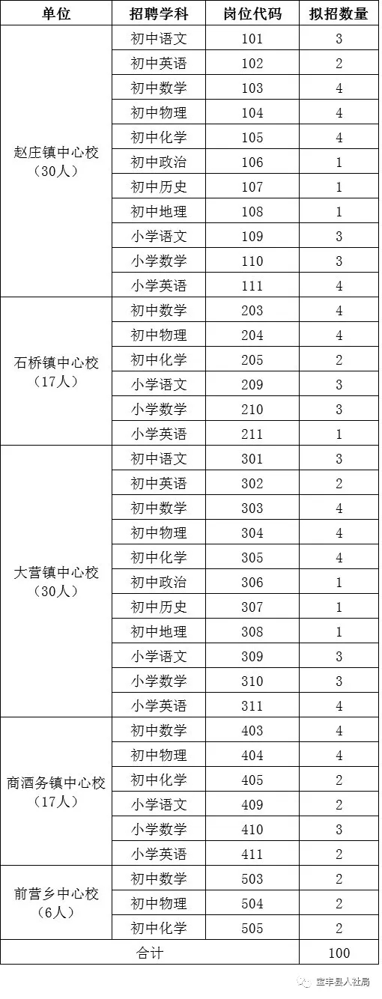 单位 招聘学科 岗位代码 拟招数量
赵庄镇中心校
（30人）
初中语文 101 3
初中英语 102 2
初中数学 103 4
初中物理 104 4
初中化学 105 4
初中政治 106 1
初中历史 107 1
初中地理 108 1
小学语文 109 3
小学数学 110 3
小学英语 111 4
石桥镇中心校
（17人）
初中数学 203 4
初中物理 204 4
初中化学 205 2
小学语文 209 3
小学数学 210 3
小学英语 211 1
大营镇中心校
（30人）
初中语文 301 3
初中英语 302 2
初中数学 303 4
初中物理 304 4
初中化学 305 4
初中政治 306 1
初中历史 307 1
初中地理 308 1
小学语文 309 3
小学数学 310 3
小学英语 311 4
商酒务镇中心校
（17人）
初中数学 403 4
初中物理 404 4
初中化学 405 2
小学语文 409 2
小学数学 410 3
小学英语 411 2
前营乡中心校
（6人）
初中数学 503 2
初中物理 504 2
初中化学 505 2
合计 100
宝丰县人社局